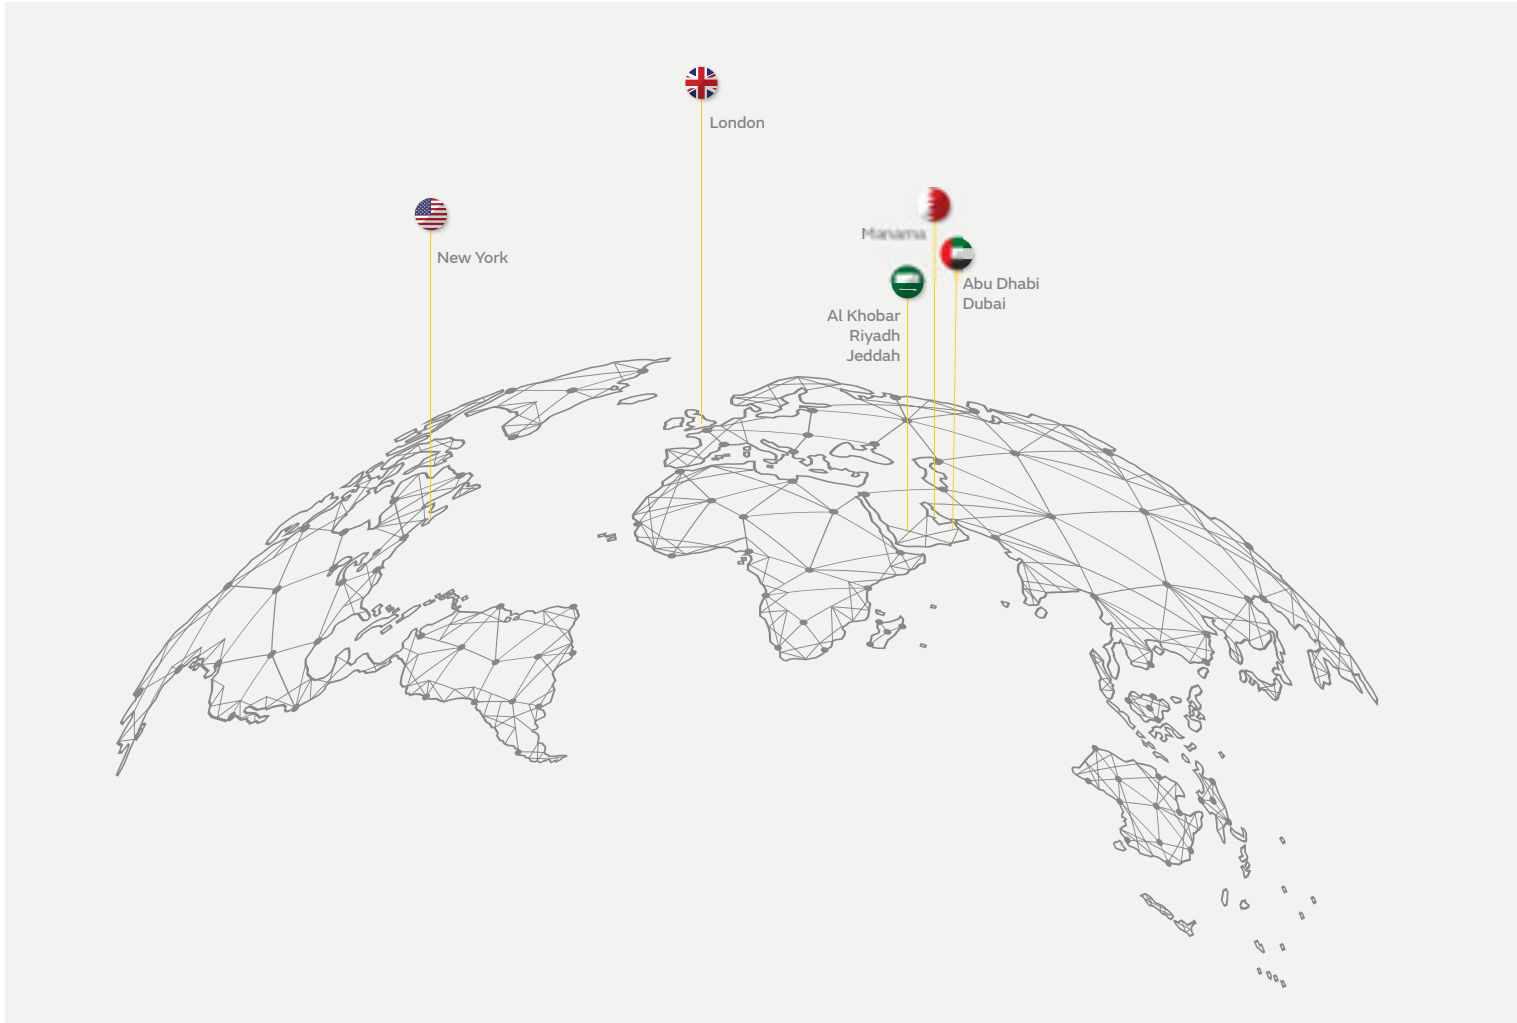 London
New York
Manama
Abu Dhabi
Dubai
Al Khobar
Riyadh
Jeddah